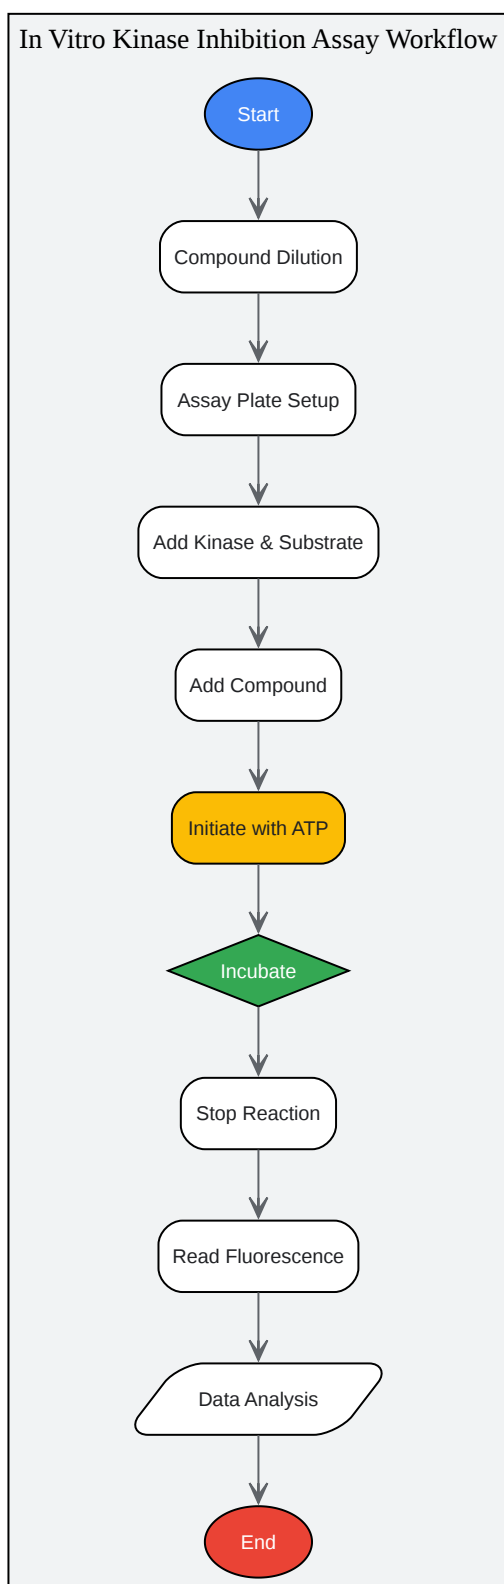 In Vitro Kinase Inhibition Assay Workflow
Start
Compound Dilution
Assay Plate Setup
Add Kinase & Substrate
Add Compound
Initiate with ATP
Incubate
Stop Reaction
Read Fluorescence
Data Analysis
End